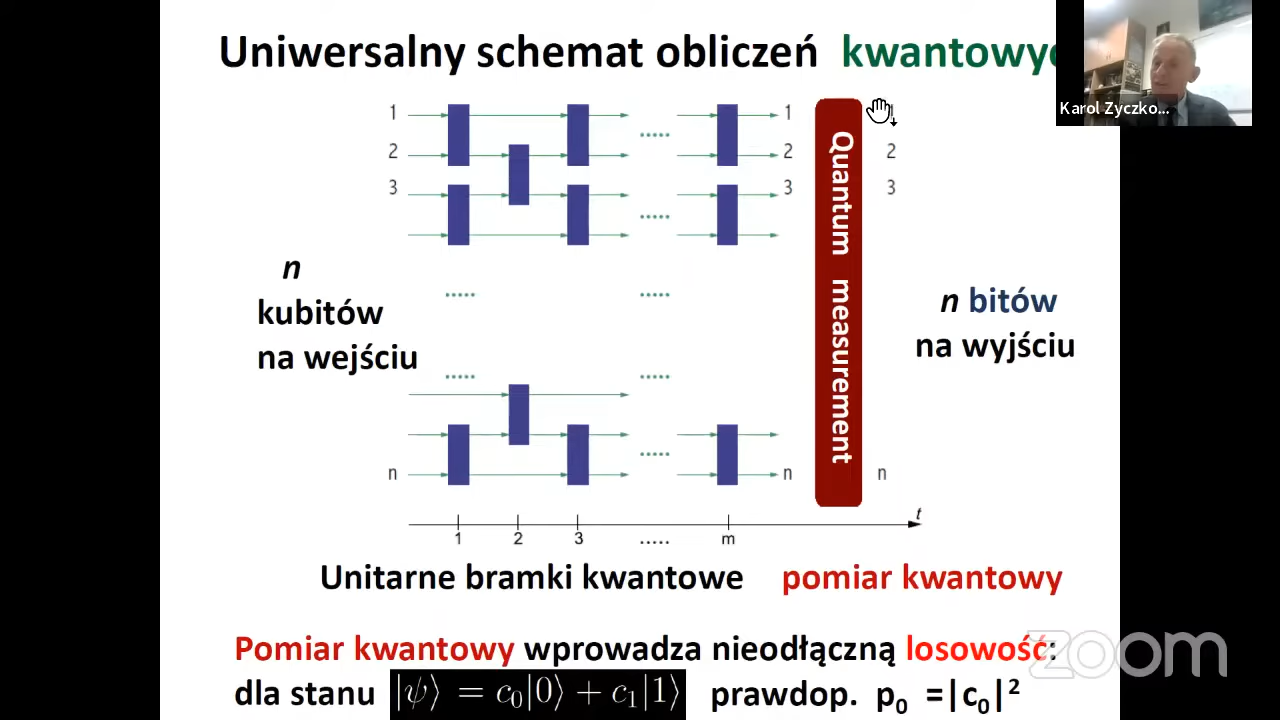 Uniwersalny schemat obliczeń kwantowyc
Karol Zyczko...
1
2
3
.....
.....
n
kubitów
na wejściu
.....
.....
.....
.....
.....
n
1
2
3
n
Quantum measurement
2
3
n
n bitów
na wyjściu
t
1 2 3 ..... m
Unitarne bramki kwantowe pomiar kwantowy
Pomiar kwantowy wprowadza nieodłączną losowość:
dla stanu |ψ⟩ = c₀|0⟩ + c₁|1⟩ prawdop. p₀ =|c₀|²
zoom